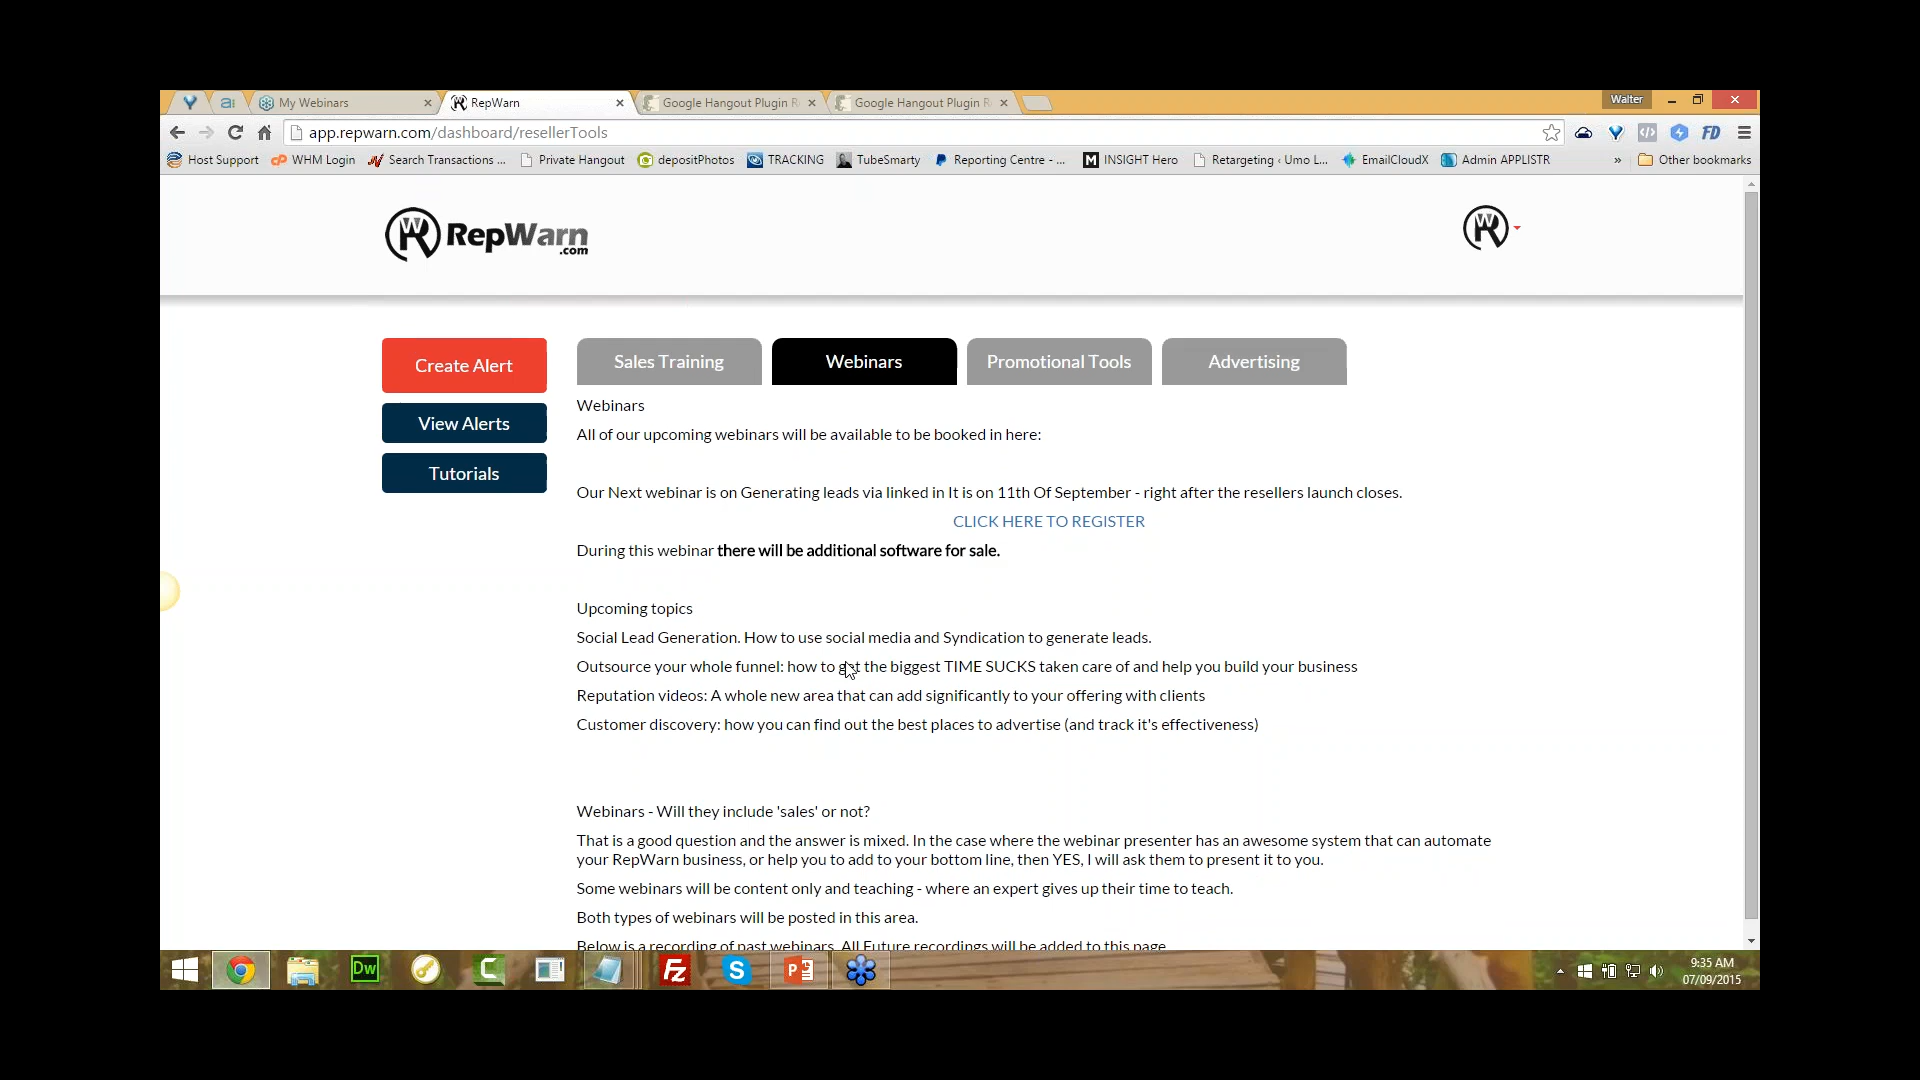 My Webinars
RepWarn
Google Hangout Plugin R
Google Hangout Plugin R
Walter
app.repwarn.com/dashboard/resellerTools
Host Support
WHM Login
Search Transactions ...
Private Hangout
depositPhotos
TRACKING
TubeSmarty
Reporting Centre - ...
INSIGHT Hero
Retargeting ‹ Umo L...
EmailCloudX
Admin APPLISTR
»
Other bookmarks
RepWarn
.com
Create Alert
View Alerts
Tutorials
Sales Training
Webinars
Promotional Tools
Advertising
Webinars
All of our upcoming webinars will be available to be booked in here:
Our Next webinar is on Generating leads via linked in It is on 11th Of September - right after the resellers launch closes.
CLICK HERE TO REGISTER
During this webinar there will be additional software for sale.
Upcoming topics
Social Lead Generation. How to use social media and Syndication to generate leads.
Outsource your whole funnel: how to get the biggest TIME SUCKS taken care of and help you build your business
Reputation videos: A whole new area that can add significantly to your offering with clients
Customer discovery: how you can find out the best places to advertise (and track it's effectiveness)
Webinars - Will they include 'sales' or not?
That is a good question and the answer is mixed. In the case where the webinar presenter has an awesome system that can automate
your RepWarn business, or help you to add to your bottom line, then YES, I will ask them to present it to you.
Some webinars will be content only and teaching - where an expert gives up their time to teach.
Both types of webinars will be posted in this area.
Below is a recording of past webinars. All Future recordings will be added to this page
9:35 AM
07/09/2015